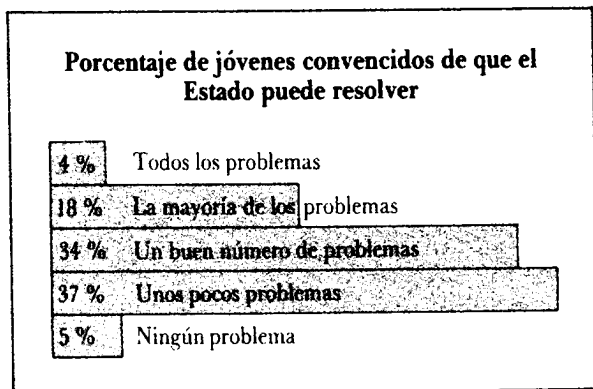 Porcentaje de jóvenes convencidos de que el
Estado puede resolver
4 % Todos los problemas
18 % La mayoría de los problemas
34 % Un buen número de problemas
37 % Unos pocos problemas
5 % Ningún problema